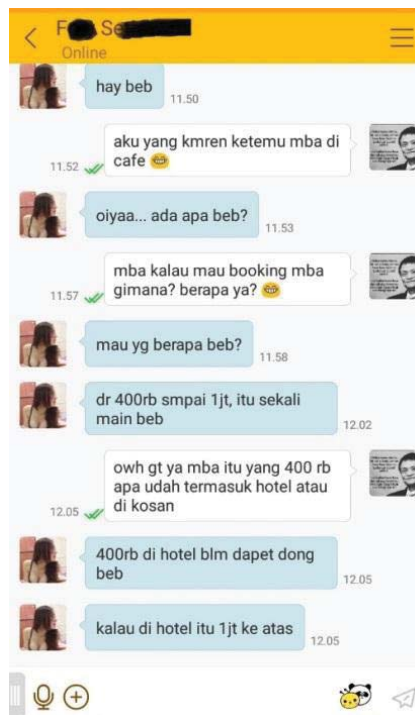 Online
hay beb
11.50
aku yang kmren ketemu mba di
cafe
11.52
oiyaa... ada apa beb?
11.53
mba kalau mau booking mba
gimana? berapa ya?
11.57
mau yg berapa beb?
11.58
dr 400rb smpai 1jt, itu sekali
main beb
12.02
owh gt ya mba itu yang 400 rb
apa udah termasuk hotel atau
di kosan
12.05
400rb di hotel blm dapet dong
beb
12.05
kalau di hotel itu 1jt ke atas
12.05